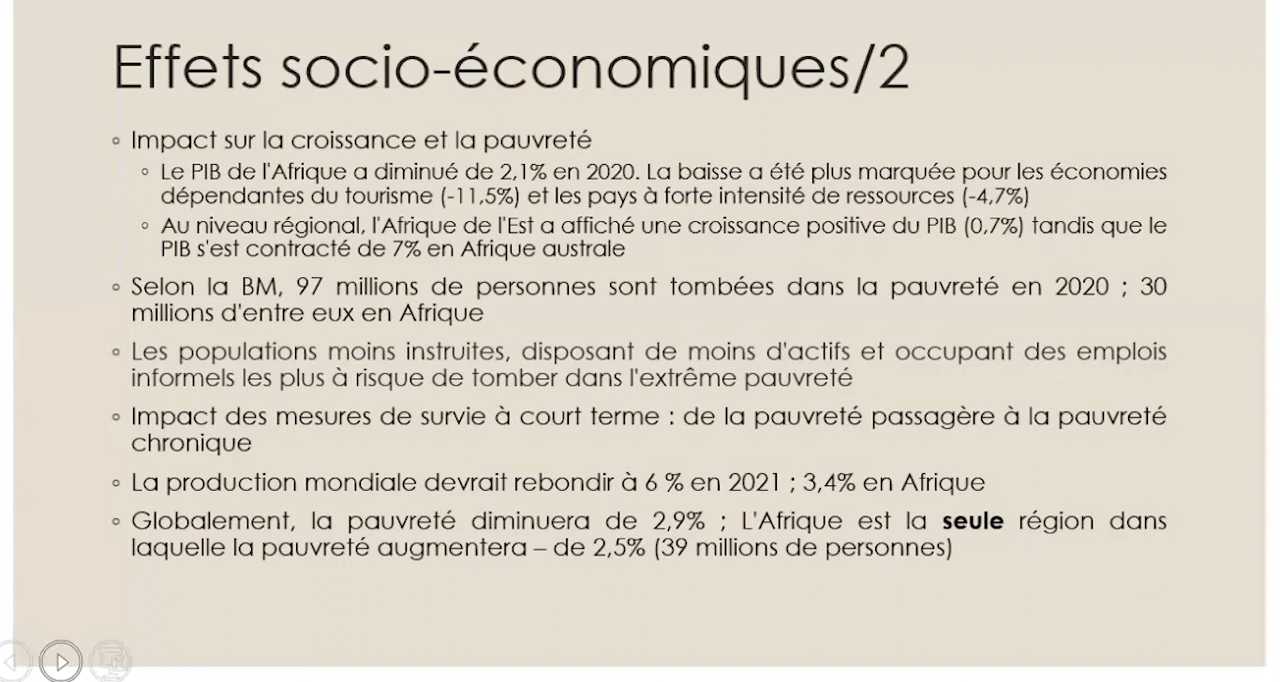 Effets socio-économiques/2
◦ Impact sur la croissance et la pauvreté
◦ Le PIB de l'Afrique a diminué de 2,1% en 2020. La baisse a été plus marquée pour les économies
dépendantes du tourisme (-11,5%) et les pays à forte intensité de ressources (-4,7%)
◦ Au niveau régional, l'Afrique de l'Est a affiché une croissance positive du PIB (0,7%) tandis que le
PIB s'est contracté de 7% en Afrique australe
◦ Selon la BM, 97 millions de personnes sont tombées dans la pauvreté en 2020 ; 30
millions d'entre eux en Afrique
◦ Les populations moins instruites, disposant de moins d'actifs et occupant des emplois
informels les plus à risque de tomber dans l'extrême pauvreté
◦ Impact des mesures de survie à court terme : de la pauvreté passagère à la pauvreté
chronique
◦ La production mondiale devrait rebondir à 6 % en 2021 ; 3,4% en Afrique
◦ Globalement, la pauvreté diminuera de 2,9% ; L'Afrique est la seule région dans
laquelle la pauvreté augmentera – de 2,5% (39 millions de personnes)